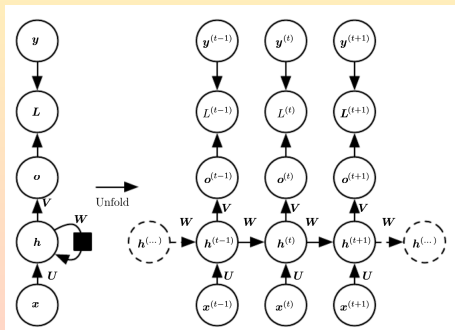 y y^(t−1) y^(t) y^(t+1)
L L^(t−1) L^(t) L^(t+1)
o o^(t−1) o^(t) o^(t+1)
V V V V
Unfold
W W W W W
h h^(...) h^(t−1) h^(t) h^(t+1) h^(...)
U U U U
x x^(t−1) x^(t) x^(t+1)